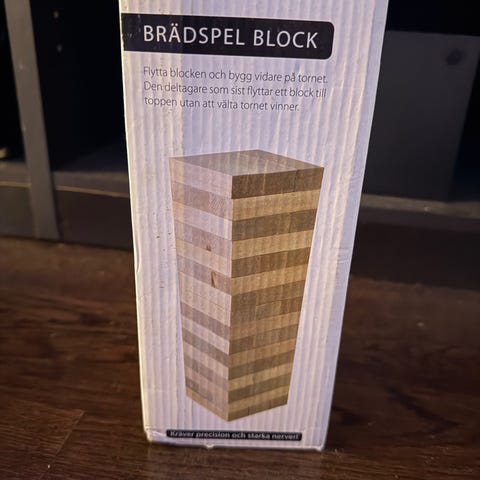 BRÄDSPEL BLOCK
Flytta blocken och bygg vidare på tornet.
Den deltagare som sist flyttar ett block till
toppen utan att välta tornet vinner.
Kräver precision och starka nerver!